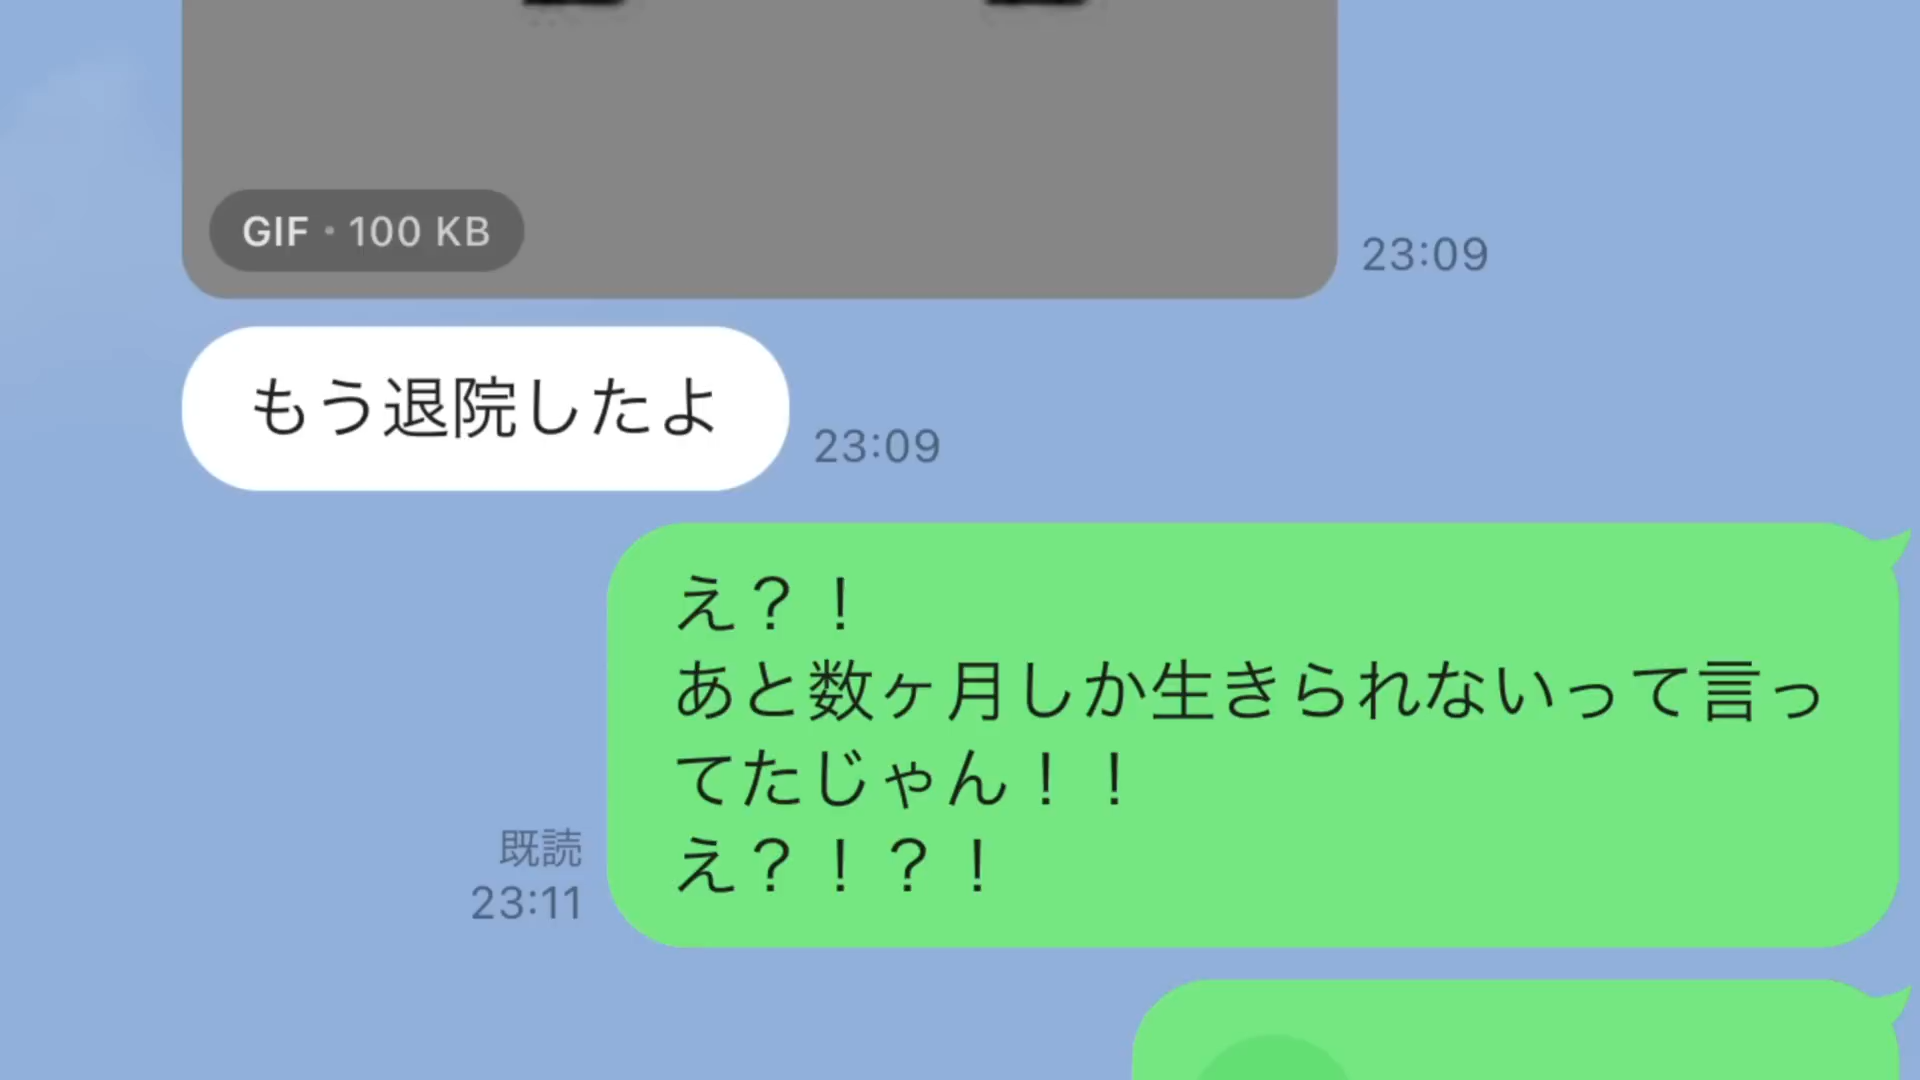 GIF・100 KB
23:09
もう退院したよ
23:09
え？！
あと数ヶ月しか生きられないって言っ
てたじゃん！！
え？！？！
既読
23:11